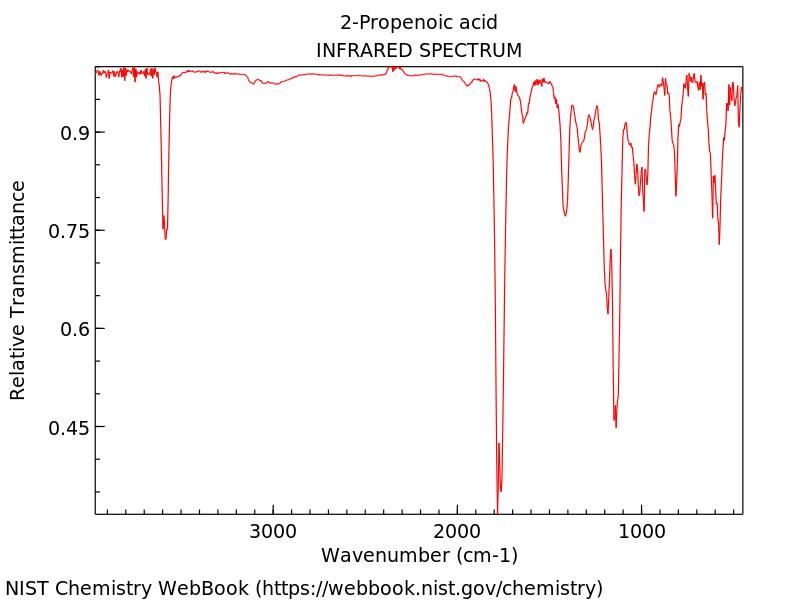 2-Propenoic acid
INFRARED SPECTRUM
0.9
0.75
0.6
0.45
Relative Transmittance
3000 2000 1000
Wavenumber (cm-1)
NIST Chemistry WebBook (https://webbook.nist.gov/chemistry)